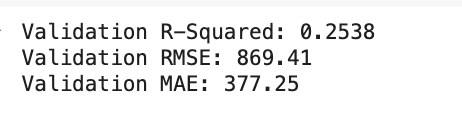 Validation R-Squared: 0.2538
Validation RMSE: 869.41
Validation MAE: 377.25